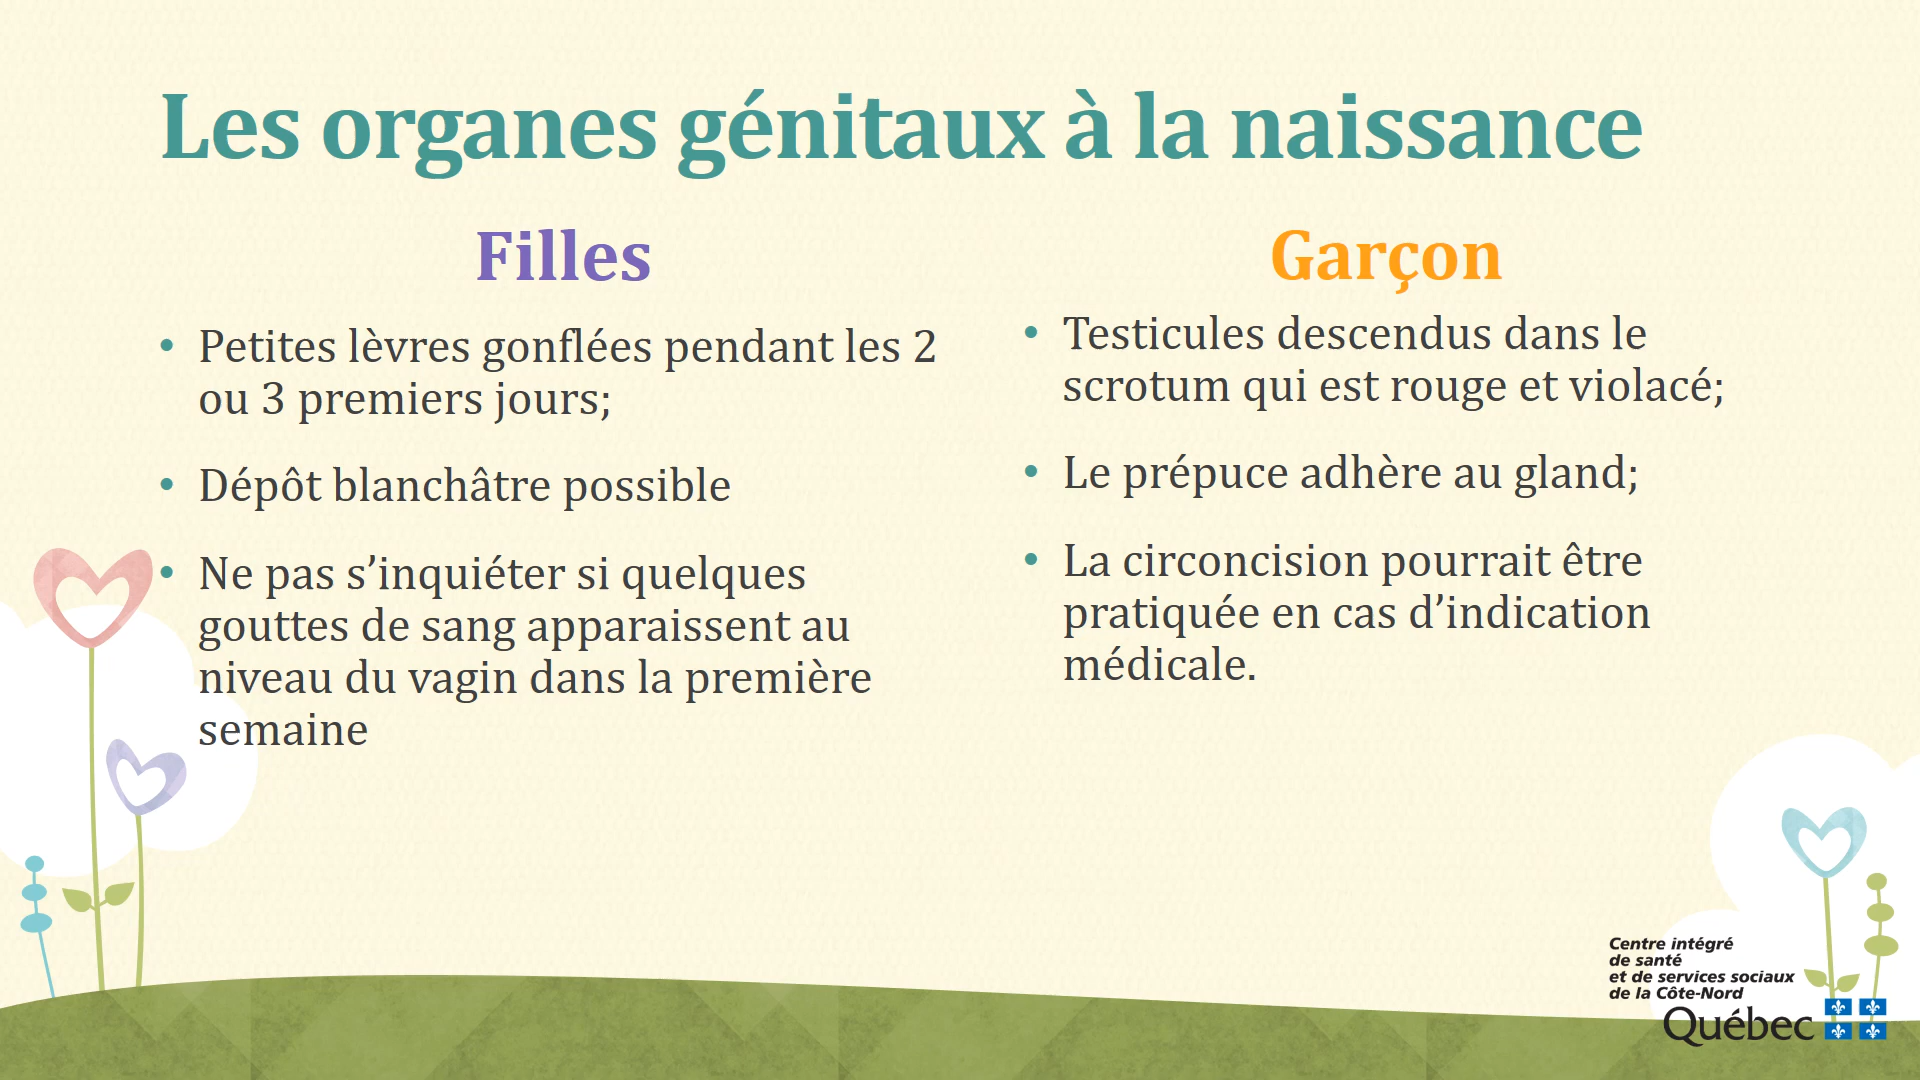 Les organes génitaux à la naissance
Filles
• Petites lèvres gonflées pendant les 2
ou 3 premiers jours;
• Dépôt blanchâtre possible
• Ne pas s’inquiéter si quelques
gouttes de sang apparaissent au
niveau du vagin dans la première
semaine
Garçon
• Testicules descendus dans le
scrotum qui est rouge et violacé;
• Le prépuce adhère au gland;
• La circoncision pourrait être
pratiquée en cas d’indication
médicale.
Centre intégré
de santé
et de services sociaux
de la Côte-Nord
Québec